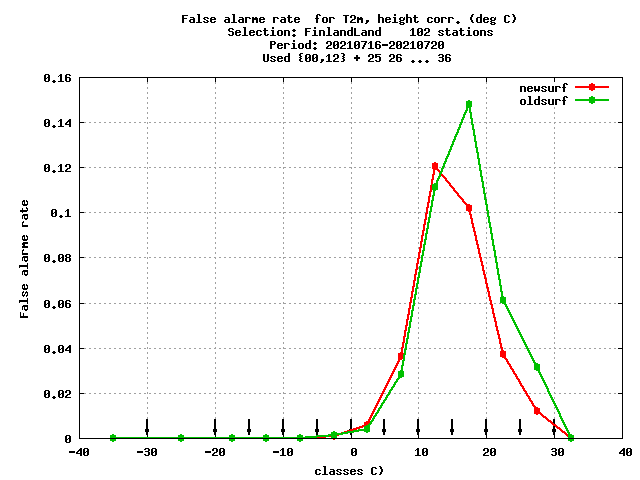 False alarme rate  for T2m, height corr. (deg C)
Selection: FinlandLand    102 stations
Period: 20210716-20210720
Used {00,12} + 25 26 ... 36
newsurf
oldsurf
False alarme rate
0.16
0.14
0.12
0.1
0.08
0.06
0.04
0.02
0
-40 -30 -20 -10 0 10 20 30 40
classes C)